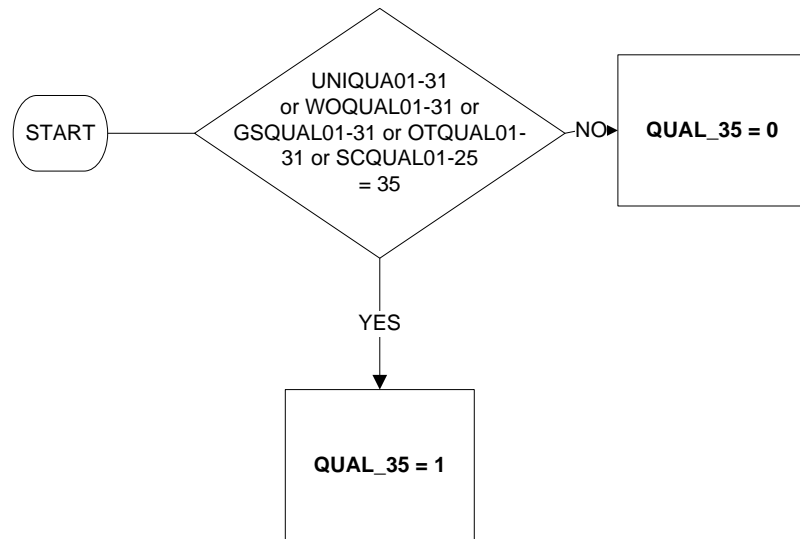 UNIQUA01-31
or WOQUAL01-31 or
GSQUAL01-31 or OTQUAL01-
31 or SCQUAL01-25
= 35
START
NO
QUAL_35 = 0
YES
QUAL_35 = 1